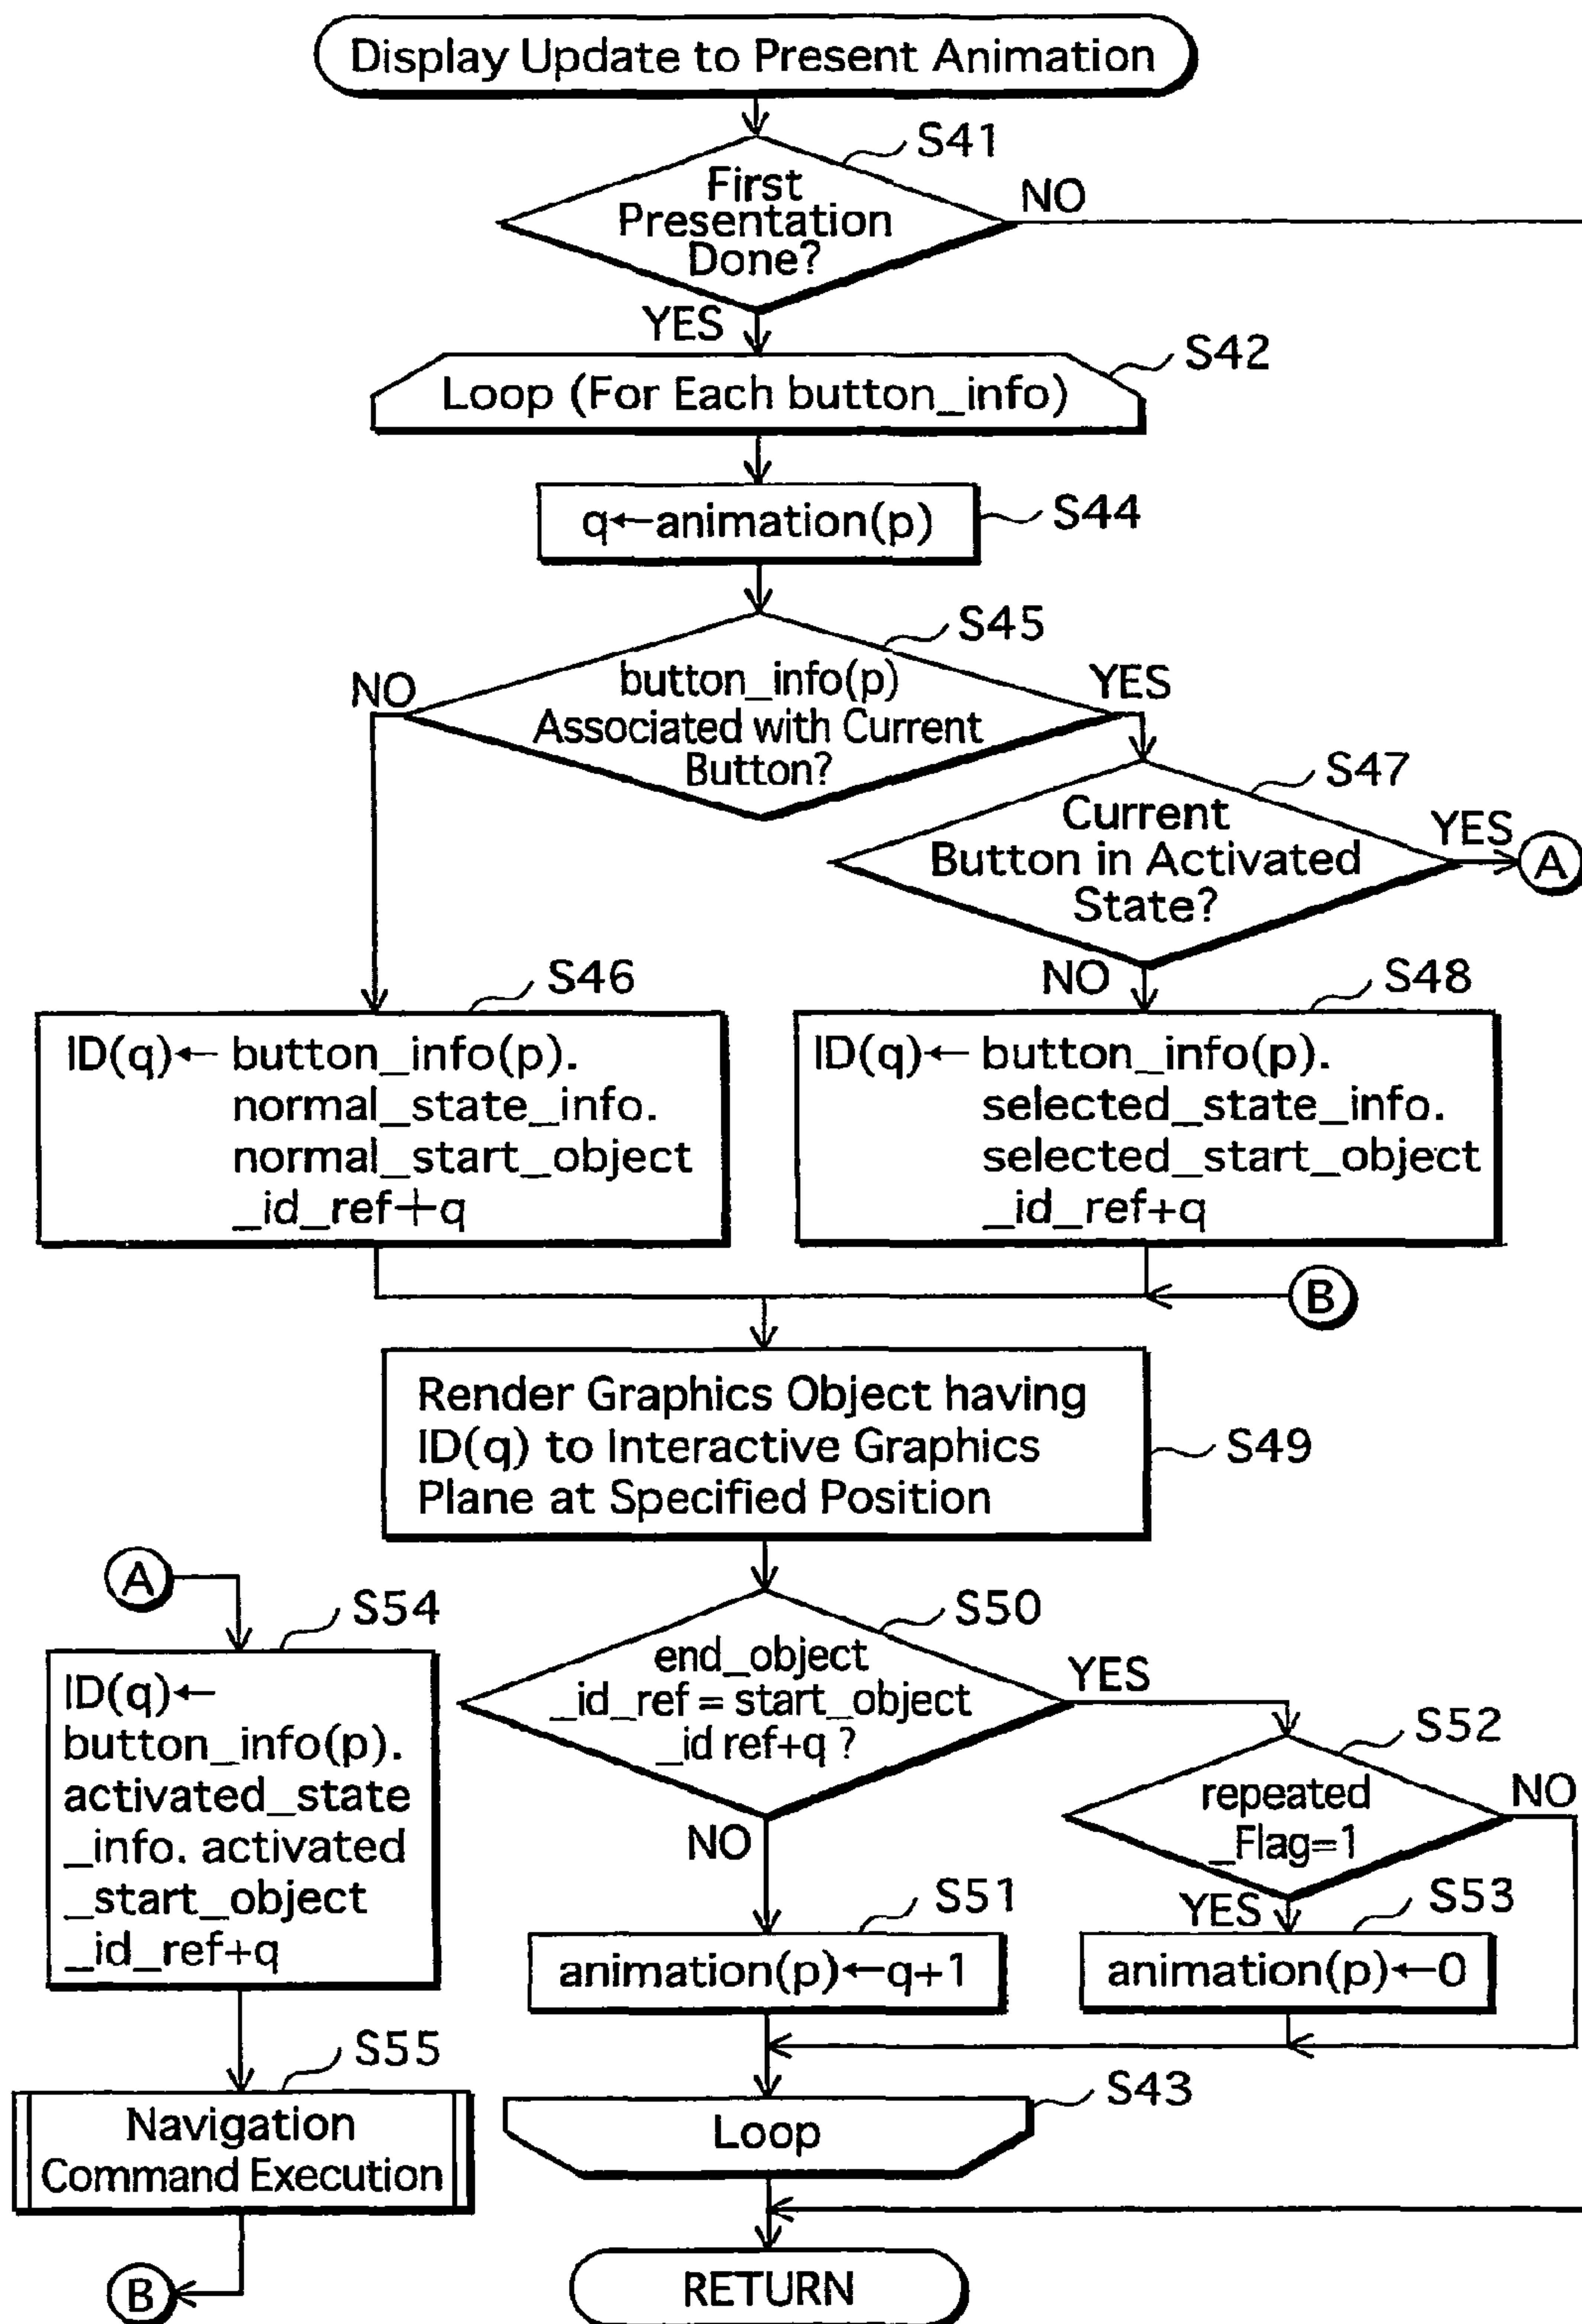 Display Update to Present Animation
S41
First
Presentation
Done?
NO
YES
S42
Loop (For Each button_info)
q←animation(p)
S44
S45
NO
button_info(p)
Associated with Current
Button?
YES
S47
Current
Button in Activated
State?
YES
A
NO
S46
ID(q)← button_info(p).
normal_state_info.
normal_start_object
_id_ref+q
S48
ID(q)← button_info(p).
selected_state_info.
selected_start_object
_id_ref+q
B
Render Graphics Object having
ID(q) to Interactive Graphics
Plane at Specified Position
S49
A
S54
ID(q)←
button_info(p).
activated_state
_info. activated
_start_object
_id_ref+q
S50
end_object
_id_ref = start_object
_id ref+q ?
YES
NO
S52
repeated
_Flag=1
NO
YES
S51
animation(p)←q+1
S53
animation(p)←0
S55
Navigation
Command Execution
S43
Loop
B
RETURN